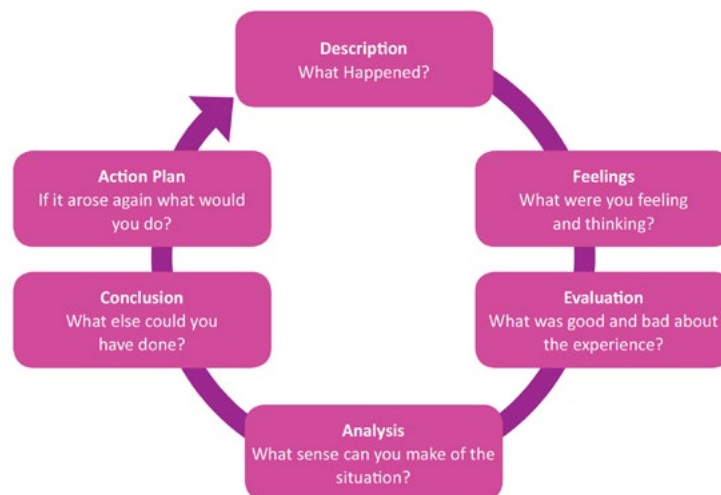 Description
What Happened?
Feelings
What were you feeling
and thinking?
Evaluation
What was good and bad about
the experience?
Analysis
What sense can you make of the
situation?
Conclusion
What else could you
have done?
Action Plan
If it arose again what would
you do?